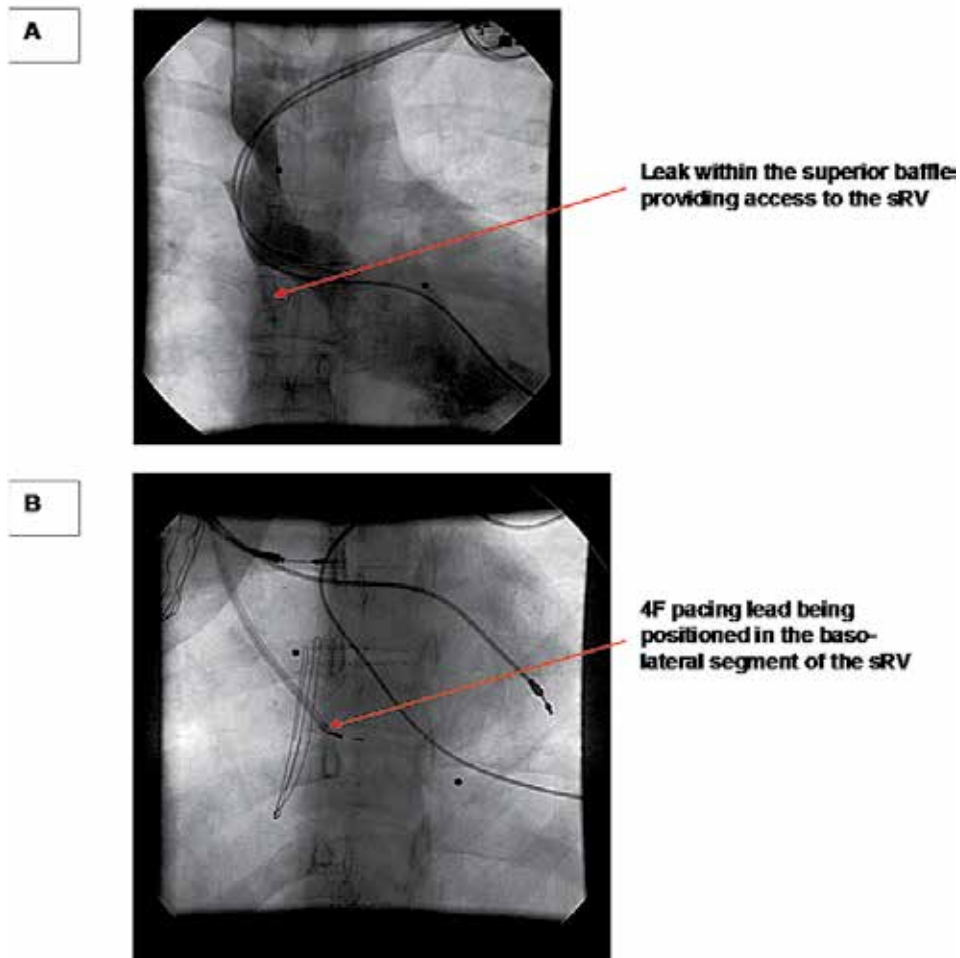 A
Leak within the superior baffles
providing access to the sRV
B
4F pacing lead being
positioned in the baso-
lateral segment of the sRV